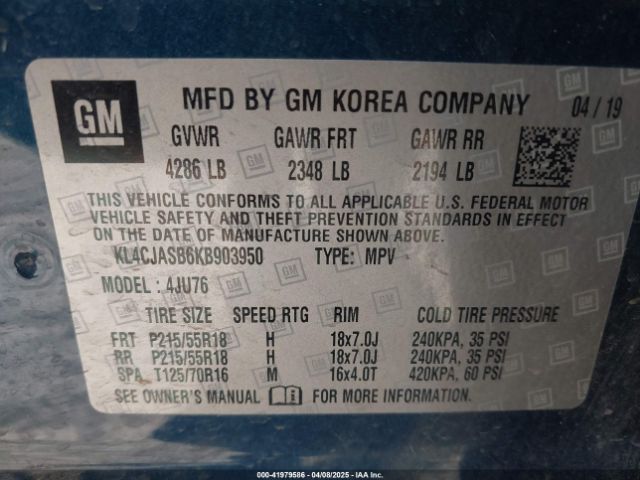 GM
MFD BY GM KOREA COMPANY 04/19
GVWR GAWR FRT GAWR RR
4286 LB 2348 LB 2194 LB
THIS VEHICLE CONFORMS TO ALL APPLICABLE U.S. FEDERAL MOTOR
VEHICLE SAFETY AND THEFT PREVENTION STANDARDS IN EFFECT
ON THE DATE OF MANUFACTURE SHOWN ABOVE.
KL4CJASB6KB903950 TYPE: MPV
MODEL: 4JU76
TIRE SIZE SPEED RTG RIM COLD TIRE PRESSURE
FRT P215/55R18 H 18x7.0J 240KPA, 35 PSI
RR P215/55R18 H 18x7.0J 240KPA, 35 PSI
SPA T125/70R16 M 16x4.0T 420KPA, 60 PSI
SEE OWNER'S MANUAL FOR MORE INFORMATION.
000-41979586 - 04/08/2025 - IAA Inc.